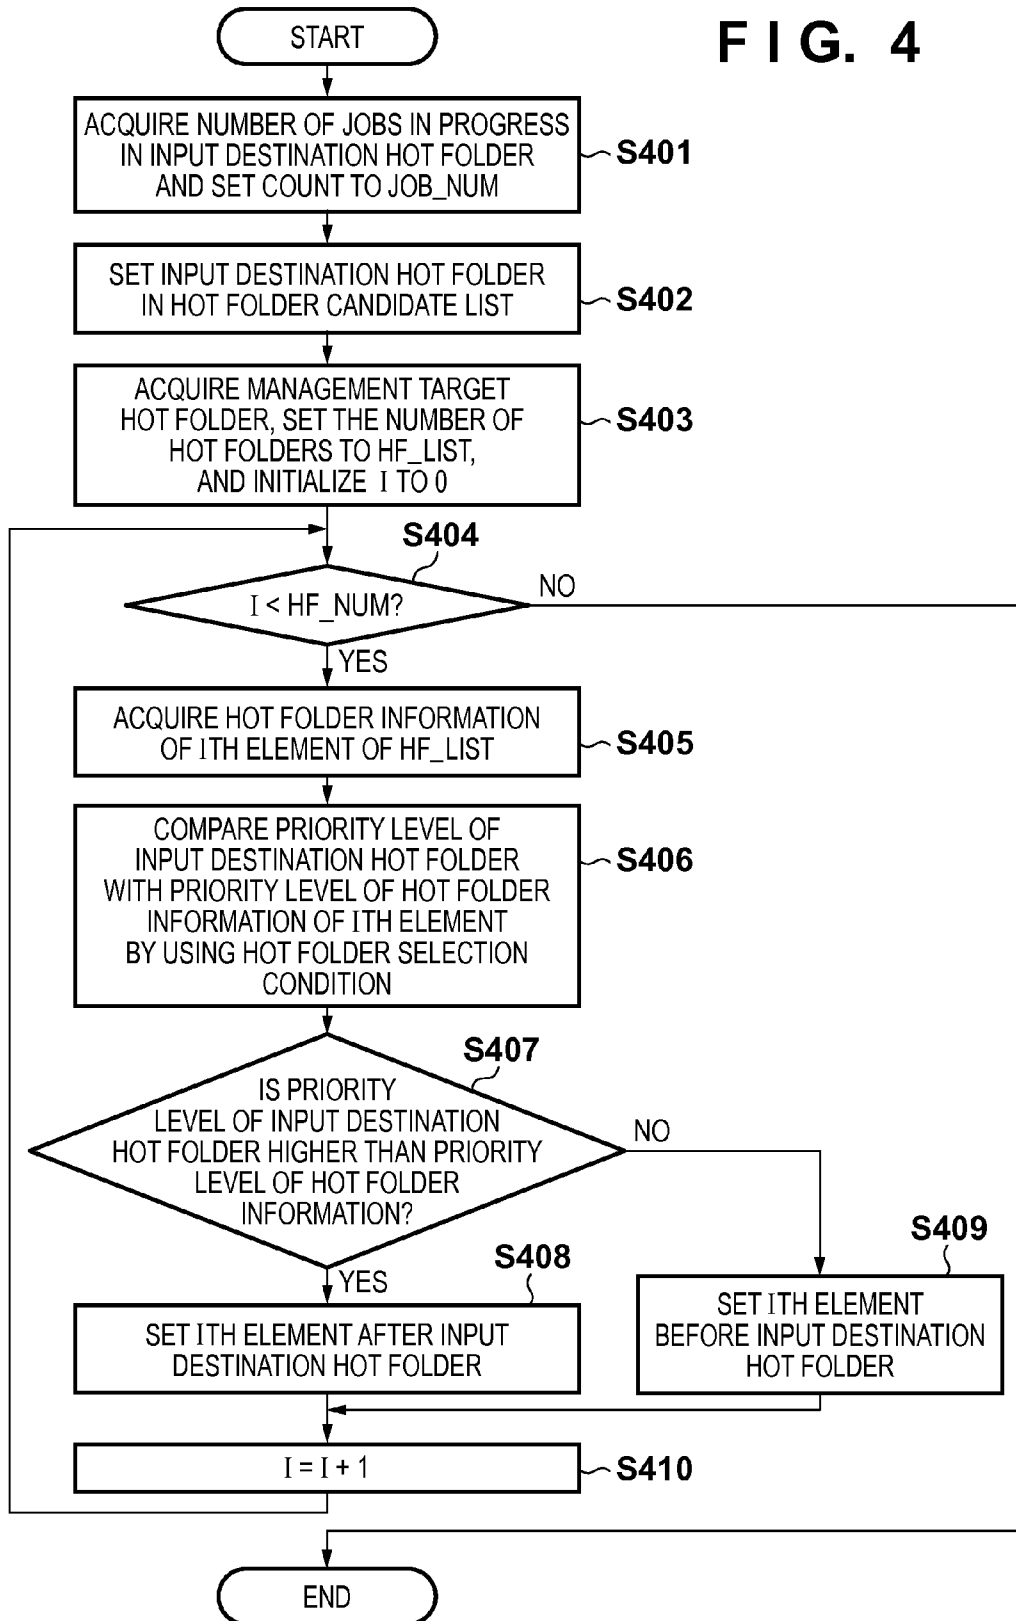 START
F I G. 4
ACQUIRE NUMBER OF JOBS IN PROGRESS
IN INPUT DESTINATION HOT FOLDER
AND SET COUNT TO JOB_NUM
S401
SET INPUT DESTINATION HOT FOLDER
IN HOT FOLDER CANDIDATE LIST
S402
ACQUIRE MANAGEMENT TARGET
HOT FOLDER, SET THE NUMBER OF
HOT FOLDERS TO HF_LIST,
AND INITIALIZE I TO 0
S403
S404
I < HF_NUM?
NO
YES
ACQUIRE HOT FOLDER INFORMATION
OF ITH ELEMENT OF HF_LIST
S405
COMPARE PRIORITY LEVEL OF
INPUT DESTINATION HOT FOLDER
WITH PRIORITY LEVEL OF HOT FOLDER
INFORMATION OF ITH ELEMENT
BY USING HOT FOLDER SELECTION
CONDITION
S406
S407
IS PRIORITY
LEVEL OF INPUT DESTINATION
HOT FOLDER HIGHER THAN PRIORITY
LEVEL OF HOT FOLDER
INFORMATION?
NO
YES
S408
SET ITH ELEMENT AFTER INPUT
DESTINATION HOT FOLDER
S409
SET ITH ELEMENT
BEFORE INPUT DESTINATION
HOT FOLDER
I = I + 1
S410
END